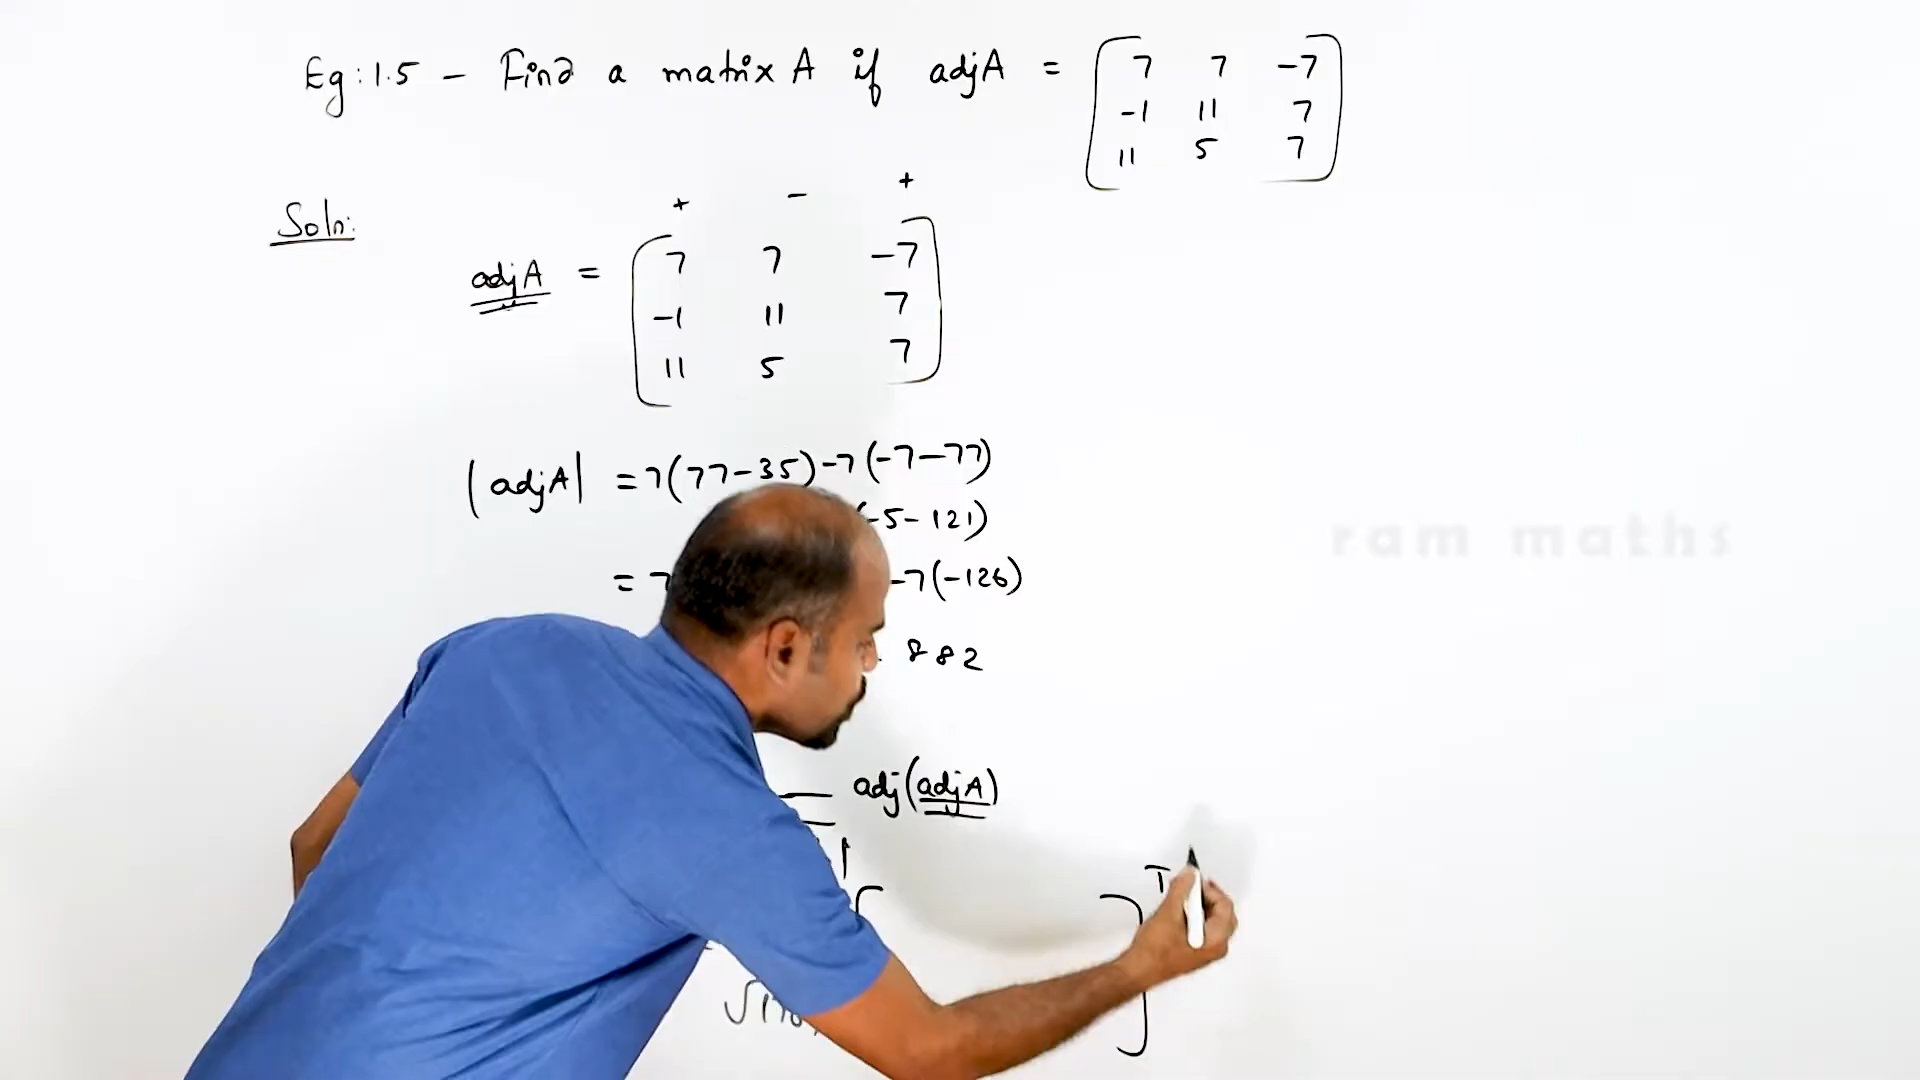 Eg:1.5 - Find a matrix A if adjA = [7 7 -7
-1 11 7
11 5 7]
Soln:
+ - +
adjA = [7 7 -7
-1 11 7
11 5 7]
|adjA| = 7(77-35)-7(-7-77)
(-5-121)
= 7 -7(-126)
882
adj(adjA)
T
ram maths